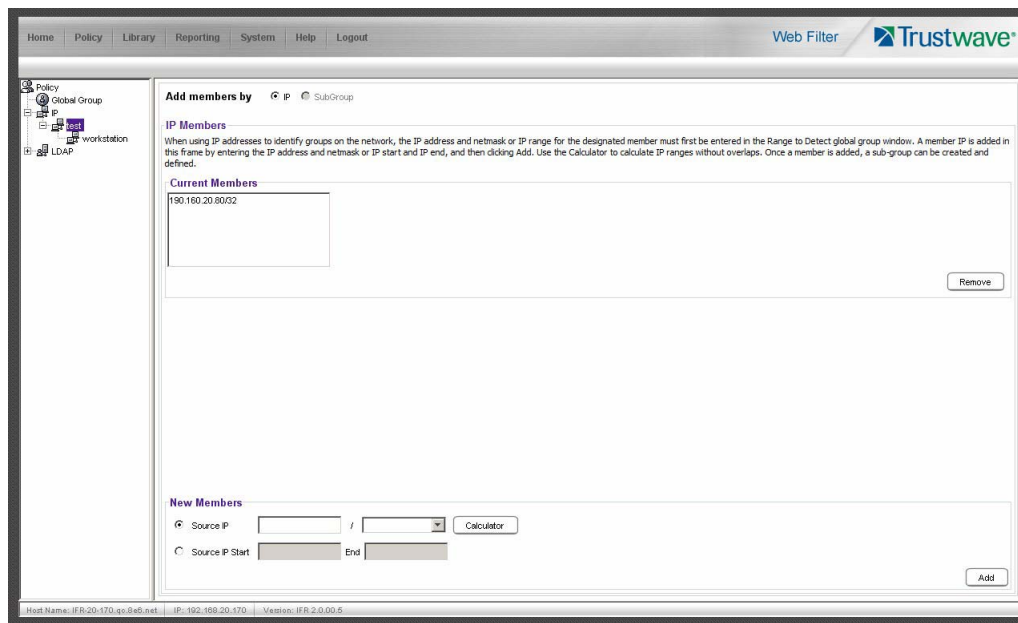 Home Policy Library Reporting System Help Logout
Web Filter
Trustwave®
Policy
Global Group
IP
test
workstation
LDAP
Add members by IP SubGroup
IP Members
When using IP addresses to identify groups on the network, the IP address and netmask or IP range for the designated member must first be entered in the Range to Detect global group window. A member IP is added in
this frame by entering the IP address and netmask or IP start and IP end, and then clicking Add. Use the Calculator to calculate IP ranges without overlaps. Once a member is added, a sub-group can be created and
defined.
Current Members
190.160.20.80/32
Remove
New Members
Source IP / Calculator
Source IP Start End
Add
Host Name: IFR-20-170.qc.8e6.net IP: 192.168.20.170 Version: IFR 2.0.00.5